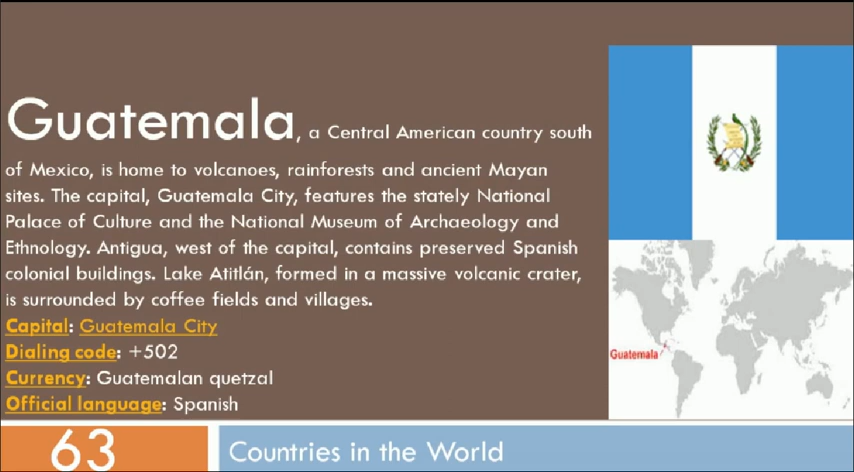 Guatemala, a Central American country south
of Mexico, is home to volcanoes, rainforests and ancient Mayan
sites. The capital, Guatemala City, features the stately National
Palace of Culture and the National Museum of Archaeology and
Ethnology. Antigua, west of the capital, contains preserved Spanish
colonial buildings. Lake Atitlán, formed in a massive volcanic crater,
is surrounded by coffee fields and villages.
Capital: Guatemala City
Dialing code: +502
Currency: Guatemalan quetzal
Official language: Spanish
Guatemala
63
Countries in the World